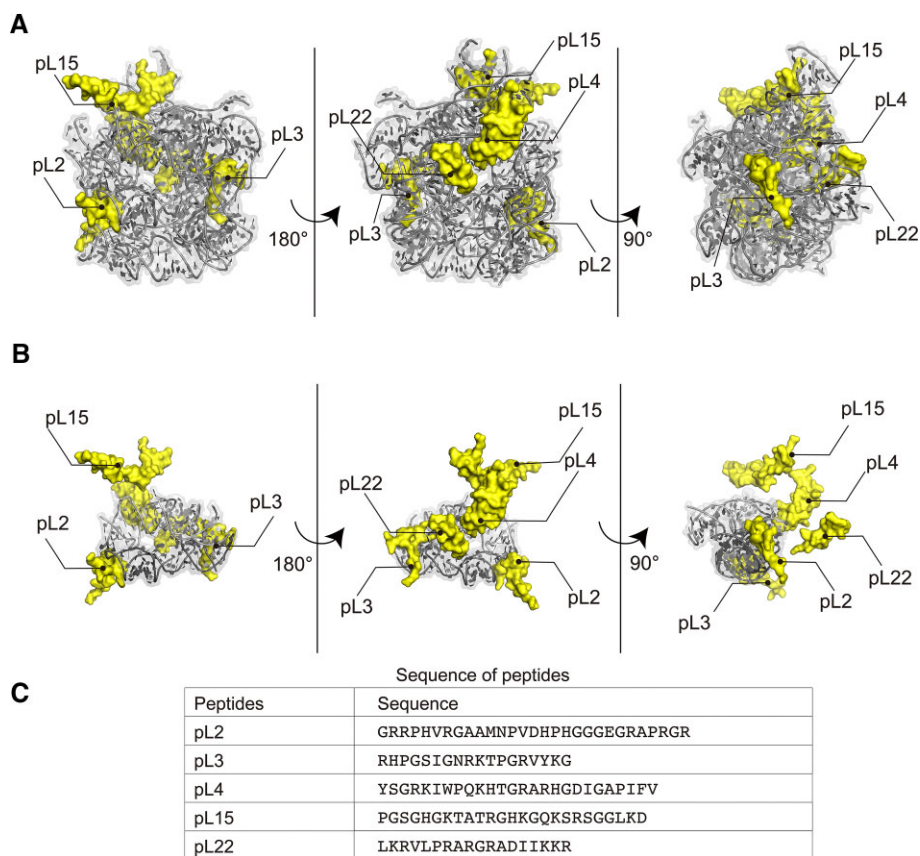 A
pL15
pL2
pL3
180°
pL15
pL4
pL22
pL3
pL2
90°
pL15
pL4
pL22
pL3
B
pL15
pL2
pL3
180°
pL15
pL4
pL22
pL3
pL2
90°
pL15
pL4
pL22
pL2
pL3
C
Sequence of peptides
Peptides Sequence
pL2 GRRPHVRGAAMNPVDHPHGGGEGRAPRGR
pL3 RHPGSIGNRKTPGRVYKG
pL4 YSGRKIWPQKHTGRARHGDIGAPIFV
pL15 PGSGHGKTATRGHKGQKSRSGGLKD
pL22 LKRVLPRARGRADIIKKR